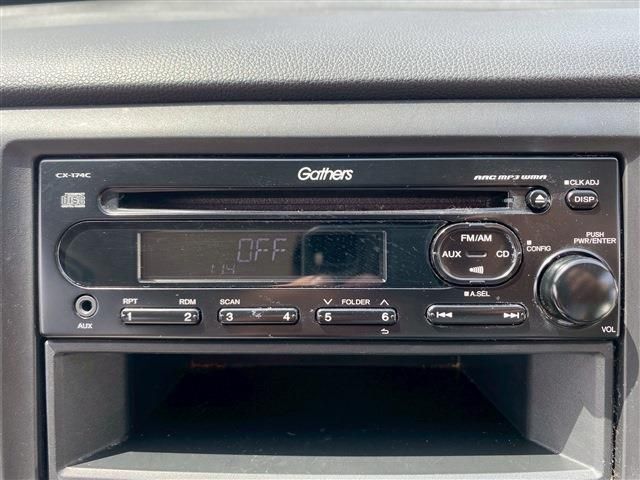 CX-174C
Gathers
AAC MP3 WMA
CLK ADJ
DISP
OFF
FM/AM
AUX
CD
CONFIG
PUSH
PWR/ENTER
RPT
RDM
SCAN
FOLDER
A.SEL
1
2
3
4
5
6
AUX
VOL